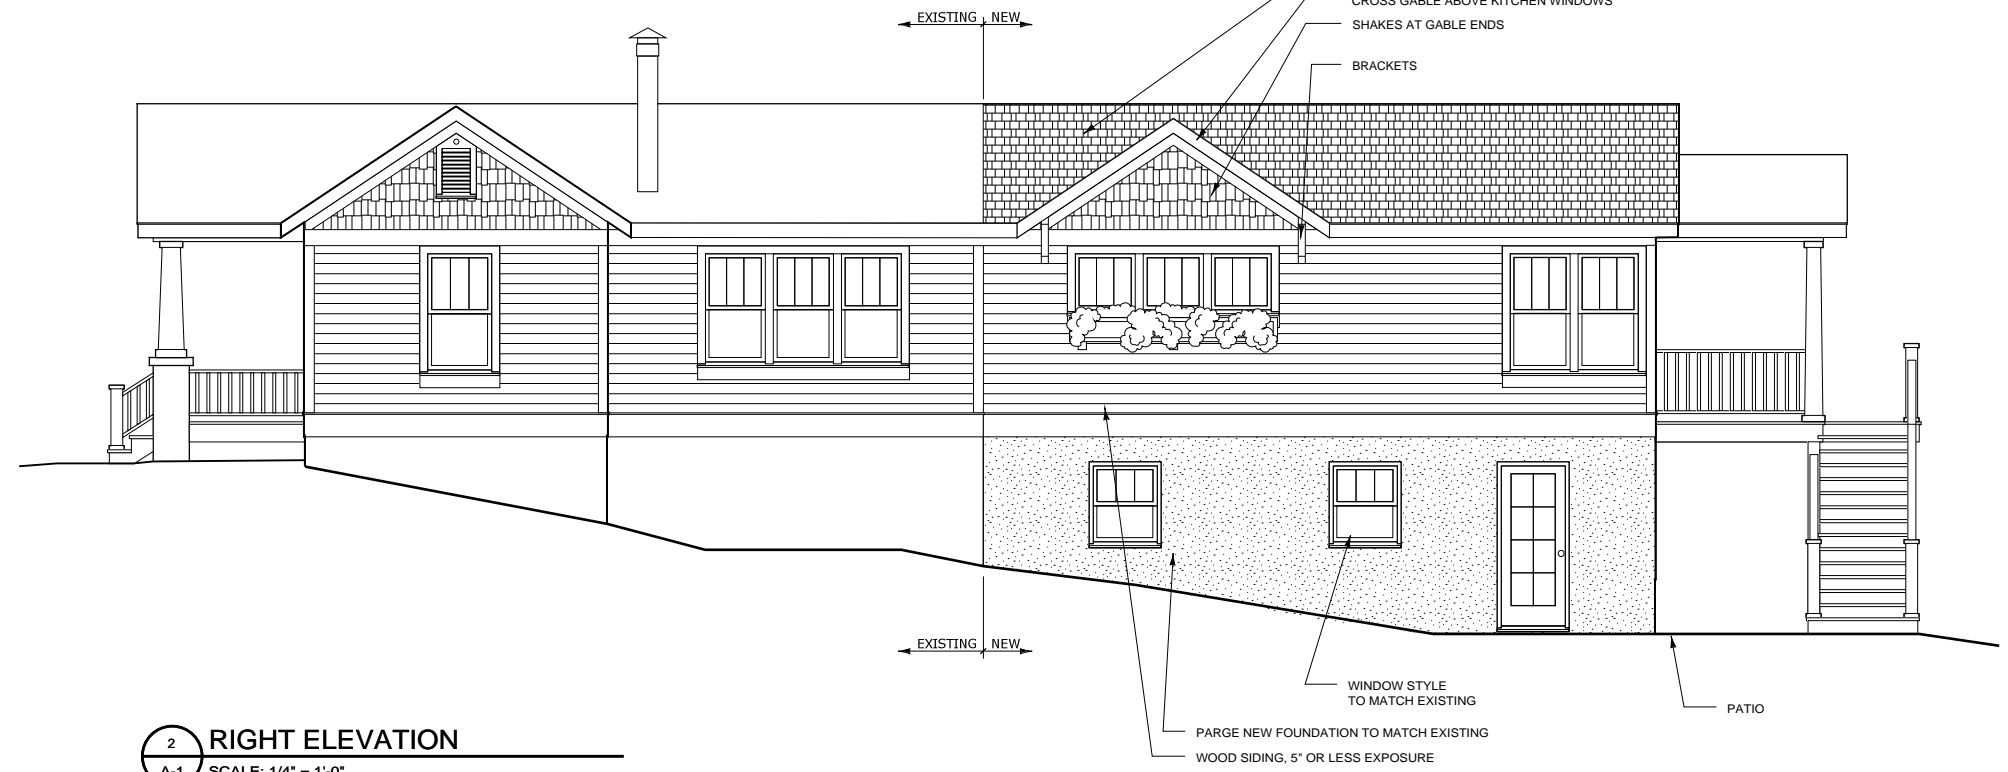 CROSS GABLE ABOVE KITCHEN WINDOWS
EXISTING NEW
SHAKES AT GABLE ENDS
BRACKETS
EXISTING NEW
WINDOW STYLE
TO MATCH EXISTING
PATIO
PARGE NEW FOUNDATION TO MATCH EXISTING
WOOD SIDING, 5" OR LESS EXPOSURE
2
RIGHT ELEVATION
A-1
SCALE: 1/4" = 1'-0"